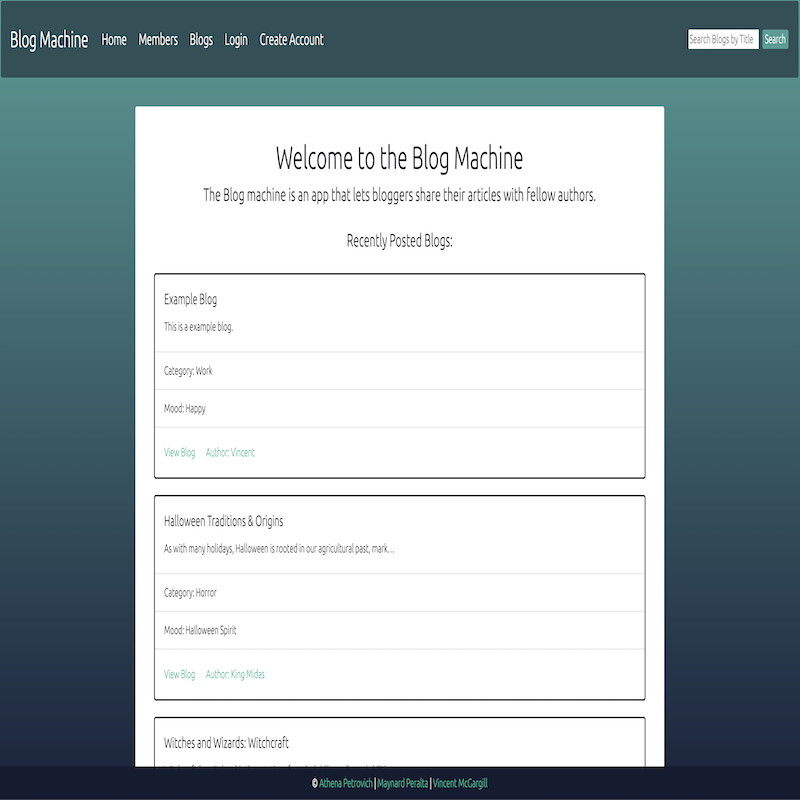 Blog Machine Home Members Blogs Login Create Account Search Blogs by Title Search
Welcome to the Blog Machine
The Blog machine is an app that lets bloggers share their articles with fellow authors.
Recently Posted Blogs:
Example Blog
This is a example blog.
Category: Work
Mood: Happy
View Blog Author: Vincent
Halloween Traditions & Origins
As with many holidays, Halloween is rooted in our agricultural past, mark....
Category: Horror
Mood: Halloween Spirit
View Blog Author: King Midas
Witches and Wizards: Witchcraft
© Athena Petrovich | Maynard Peralta | Vincent McGargill